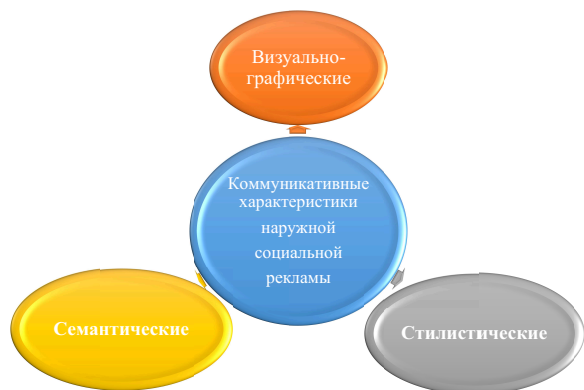 Визуально-
графические
Коммуникативные
характеристики
наружной
социальной
рекламы
Семантические
Стилистические